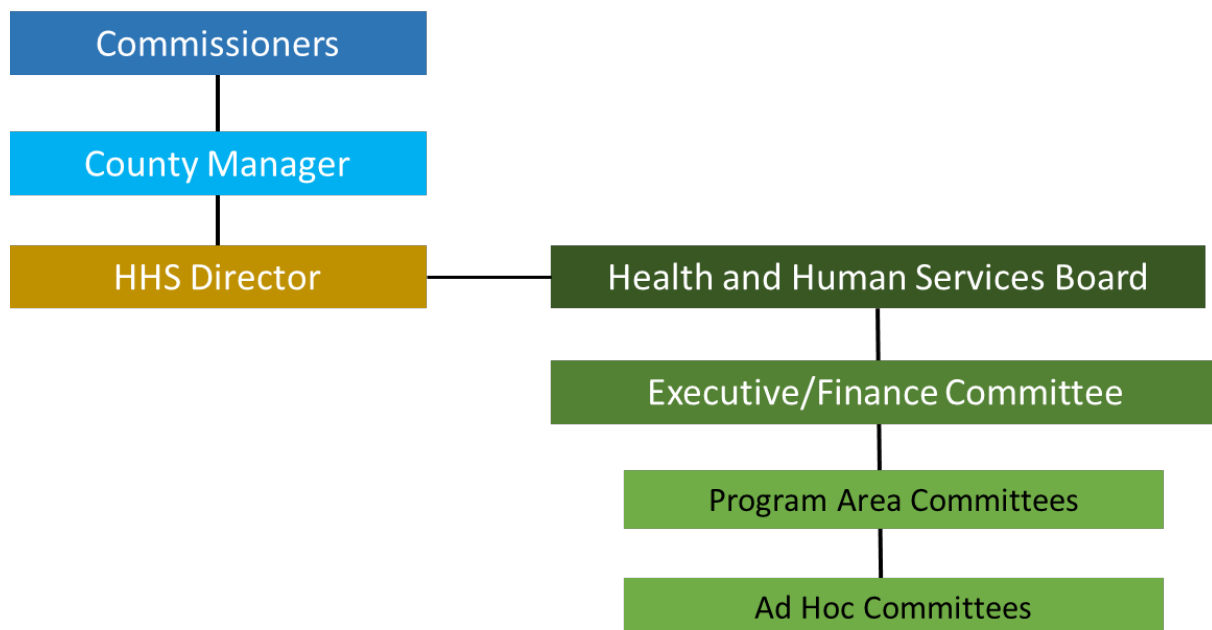 Commissioners
County Manager
HHS Director
Health and Human Services Board
Executive/Finance Committee
Program Area Committees
Ad Hoc Committees